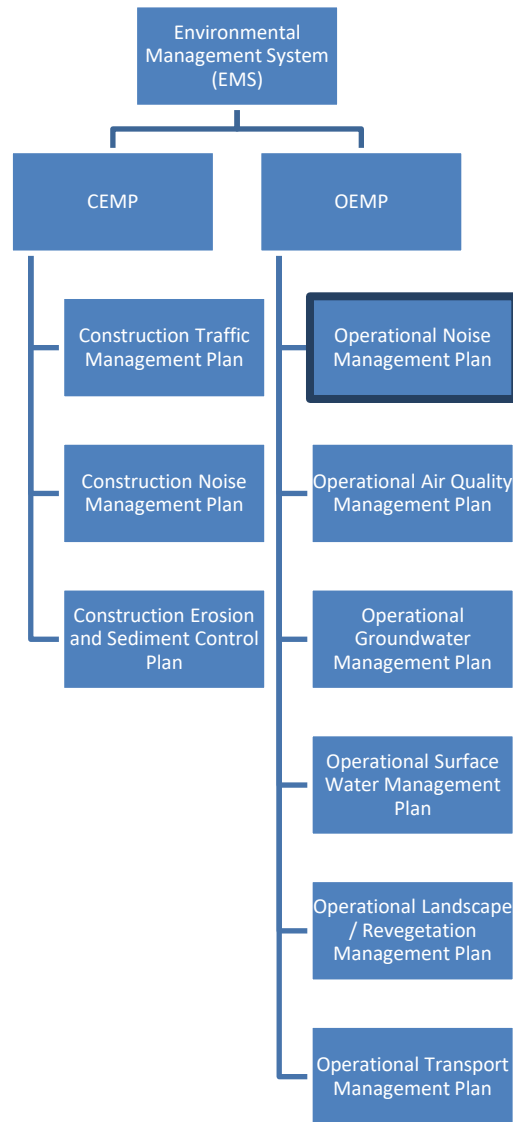 Environmental
Management System
(EMS)
CEMP
OEMP
Construction Traffic
Management Plan
Operational Noise
Management Plan
Construction Noise
Management Plan
Operational Air Quality
Management Plan
Construction Erosion
and Sediment Control
Plan
Operational
Groundwater
Management Plan
Operational Surface
Water Management
Plan
Operational Landscape
/ Revegetation
Management Plan
Operational Transport
Management Plan